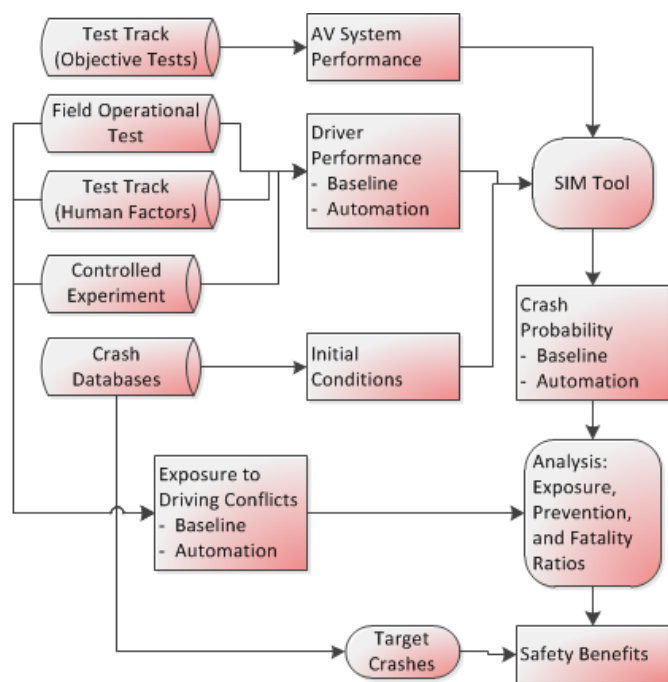 Test Track
(Objective Tests)
AV System
Performance
Field Operational
Test
Driver
Performance
- Baseline
- Automation
Test Track
(Human Factors)
SIM Tool
Controlled
Experiment
Crash
Probability
- Baseline
- Automation
Crash
Databases
Initial
Conditions
Exposure to
Driving Conflicts
- Baseline
- Automation
Analysis:
Exposure,
Prevention,
and Fatality
Ratios
Target
Crashes
Safety Benefits